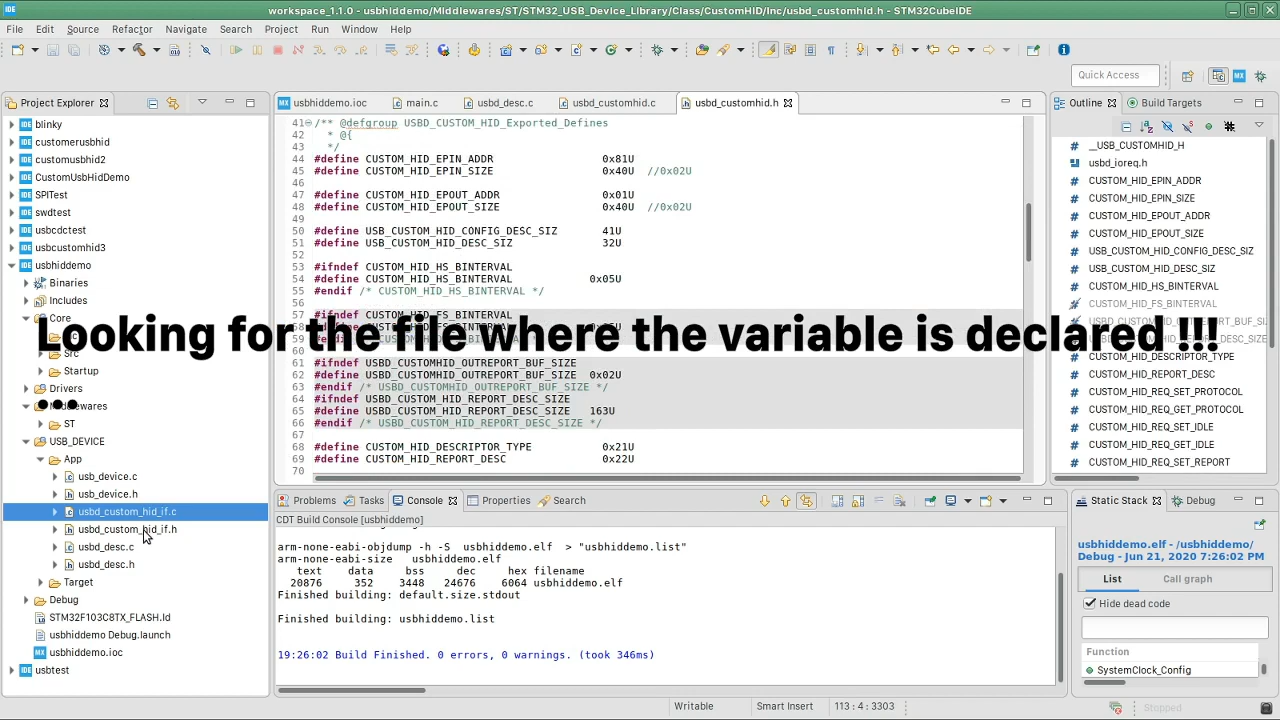 workspace_1.1.0 - usbhiddemo/Middlewares/ST/STM32_USB_Device_Library/Class/CustomHID/Inc/usbd_customhid.h - STM32CubeIDE
File Edit Source Refactor Navigate Search Project Run Window Help
Quick Access
Project Explorer
blinky
customerusbhid
customusbhid2
CustomUsbHidDemo
SPITest
swdtest
usbcdctest
usbcustomhid3
usbhiddemo
Binaries
Includes
Core
Src
Startup
Drivers
Middlewares
ST
USB_DEVICE
App
usb_device.c
usb_device.h
usbd_custom_hid_if.c
usbd_custom_hid_if.h
usbd_desc.c
usbd_desc.h
Target
Debug
STM32F103C8TX_FLASH.ld
usbhiddemo Debug.launch
usbhiddemo.ioc
usbtest
usbhiddemo.ioc main.c usbd_desc.c usbd_customhid.c usbd_customhid.h
41 /** @defgroup USBD_CUSTOM_HID_Exported_Defines
42 * @{
43 */
44 #define CUSTOM_HID_EPIN_ADDR 0x81U
45 #define CUSTOM_HID_EPIN_SIZE 0x40U //0x02U
46
47 #define CUSTOM_HID_EPOUT_ADDR 0x01U
48 #define CUSTOM_HID_EPOUT_SIZE 0x40U //0x02U
49
50 #define USB_CUSTOM_HID_CONFIG_DESC_SIZ 41U
51 #define USB_CUSTOM_HID_DESC_SIZ 32U
52
53 #ifndef CUSTOM_HID_HS_BINTERVAL
54 #define CUSTOM_HID_HS_BINTERVAL 0x05U
55 #endif /* CUSTOM_HID_HS_BINTERVAL */
56
57 #ifndef CUSTOM_HID_FS_BINTERVAL
Looking for the file where the variable is declared !!!
...
60
61 #ifndef USBD_CUSTOMHID_OUTREPORT_BUF_SIZE
62 #define USBD_CUSTOMHID_OUTREPORT_BUF_SIZE 0x02U
63 #endif /* USBD_CUSTOMHID_OUTREPORT_BUF_SIZE */
64 #ifndef USBD_CUSTOM_HID_REPORT_DESC_SIZE
65 #define USBD_CUSTOM_HID_REPORT_DESC_SIZE 163U
66 #endif /* USBD_CUSTOM_HID_REPORT_DESC_SIZE */
67
68 #define CUSTOM_HID_DESCRIPTOR_TYPE 0x21U
69 #define CUSTOM_HID_REPORT_DESC 0x22U
70
Outline Build Targets
__USB_CUSTOMHID_H
usbd_ioreq.h
CUSTOM_HID_EPIN_ADDR
CUSTOM_HID_EPIN_SIZE
CUSTOM_HID_EPOUT_ADDR
CUSTOM_HID_EPOUT_SIZE
USB_CUSTOM_HID_CONFIG_DESC_SIZ
USB_CUSTOM_HID_DESC_SIZ
CUSTOM_HID_HS_BINTERVAL
CUSTOM_HID_FS_BINTERVAL
CUSTOM_HID_DESCRIPTOR_TYPE
CUSTOM_HID_REPORT_DESC
CUSTOM_HID_REQ_SET_PROTOCOL
CUSTOM_HID_REQ_GET_PROTOCOL
CUSTOM_HID_REQ_SET_IDLE
CUSTOM_HID_REQ_GET_IDLE
CUSTOM_HID_REQ_SET_REPORT
Problems Tasks Console Properties Search
CDT Build Console [usbhiddemo]
arm-none-eabi-objdump -h -S usbhiddemo.elf > "usbhiddemo.list"
arm-none-eabi-size usbhiddemo.elf
text data bss dec hex filename
20876 352 3448 24676 6064 usbhiddemo.elf
Finished building: default.size.stdout
Finished building: usbhiddemo.list
19:26:02 Build Finished. 0 errors, 0 warnings. (took 346ms)
Static Stack Debug
usbhiddemo.elf - /usbhiddemo/
Debug - Jun 21, 2020 7:26:02 PM
List Call graph
Hide dead code
Function
SystemClock_Config
Writable Smart Insert 113 : 4 : 3303 Stopped